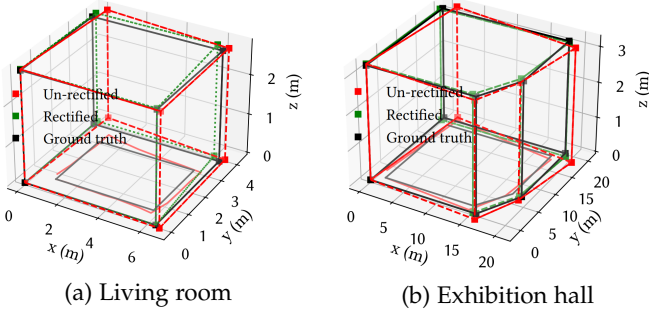 Un-rectified
Rectified
Ground truth
0
2
4
6
x (m)
0
1
2
3
4
y (m)
0
1
2
z (m)
(a) Living room
Un-rectified
Rectified
Ground truth
0
5
10
15
20
x (m)
0
5
10
15
20
y (m)
0
1
2
3
z (m)
(b) Exhibition hall